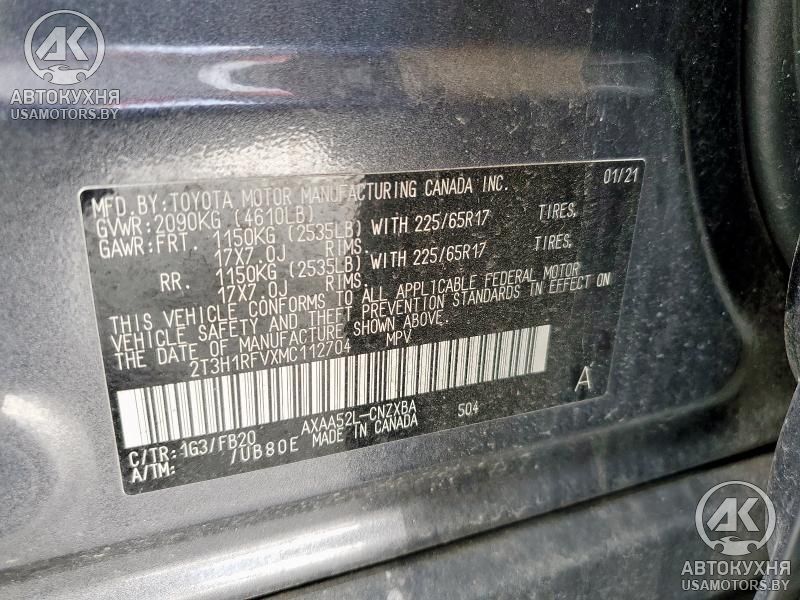 AK
АВТОКУХНЯ
USAMOTORS.BY
01/21
MFD.BY:TOYOTA MOTOR MANUFACTURING CANADA INC.
GVWR:2090KG (4610LB)
GAWR:FRT. 1150KG (2535LB) WITH 225/65R17 TIRES,
17X7.0J RIMS.
RR. 1150KG (2535LB) WITH 225/65R17 TIRES,
17X7.0J RIMS.
THIS VEHICLE CONFORMS TO ALL APPLICABLE FEDERAL MOTOR
VEHICLE SAFETY AND THEFT PREVENTION STANDARDS IN EFFECT ON
THE DATE OF MANUFACTURE SHOWN ABOVE.
2T3H1RFVXMC112704 MPV
A
C/TR:1G3/FB20 AXAA52L-CNZXBA 504
A/TM: /UB80E MADE IN CANADA
AK
АВТОКУХНЯ
USAMOTORS.BY